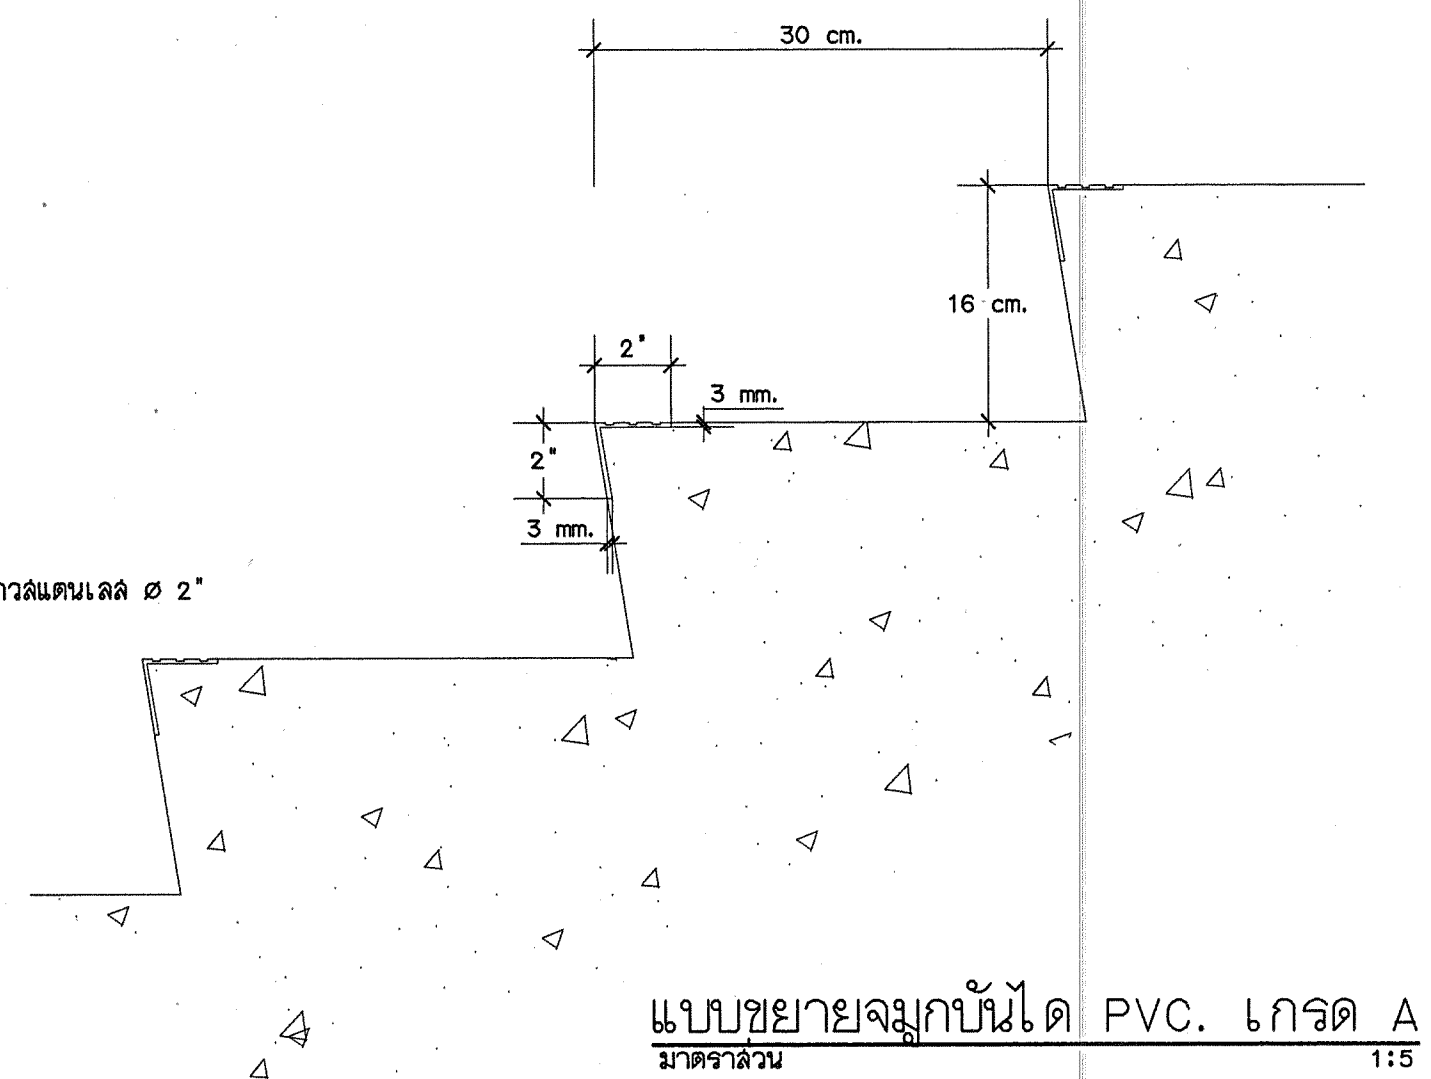 30 cm.
16 cm.
2"
3 mm.
2"
3 mm.
สแตนเลส Ø 2"
แบบขยายจมูกบันได PVC. เกรด A
มาตราส่วน 1:5